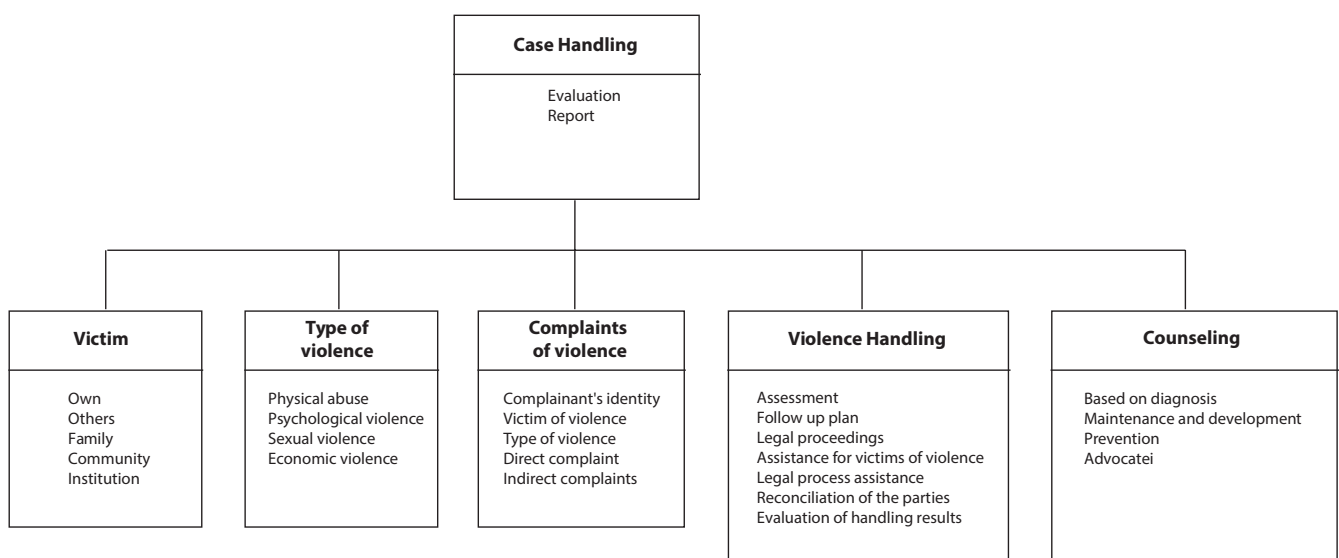 Case Handling
Evaluation
Report
Victim
Own
Others
Family
Community
Institution
Type of
violence
Physical abuse
Psychological violence
Sexual violence
Economic violence
Complaints
of violence
Complainant's identity
Victim of violence
Type of violence
Direct complaint
Indirect complaints
Violence Handling
Assessment
Follow up plan
Legal proceedings
Assistance for victims of violence
Legal process assistance
Reconciliation of the parties
Evaluation of handling results
Counseling
Based on diagnosis
Maintenance and development
Prevention
Advocatei